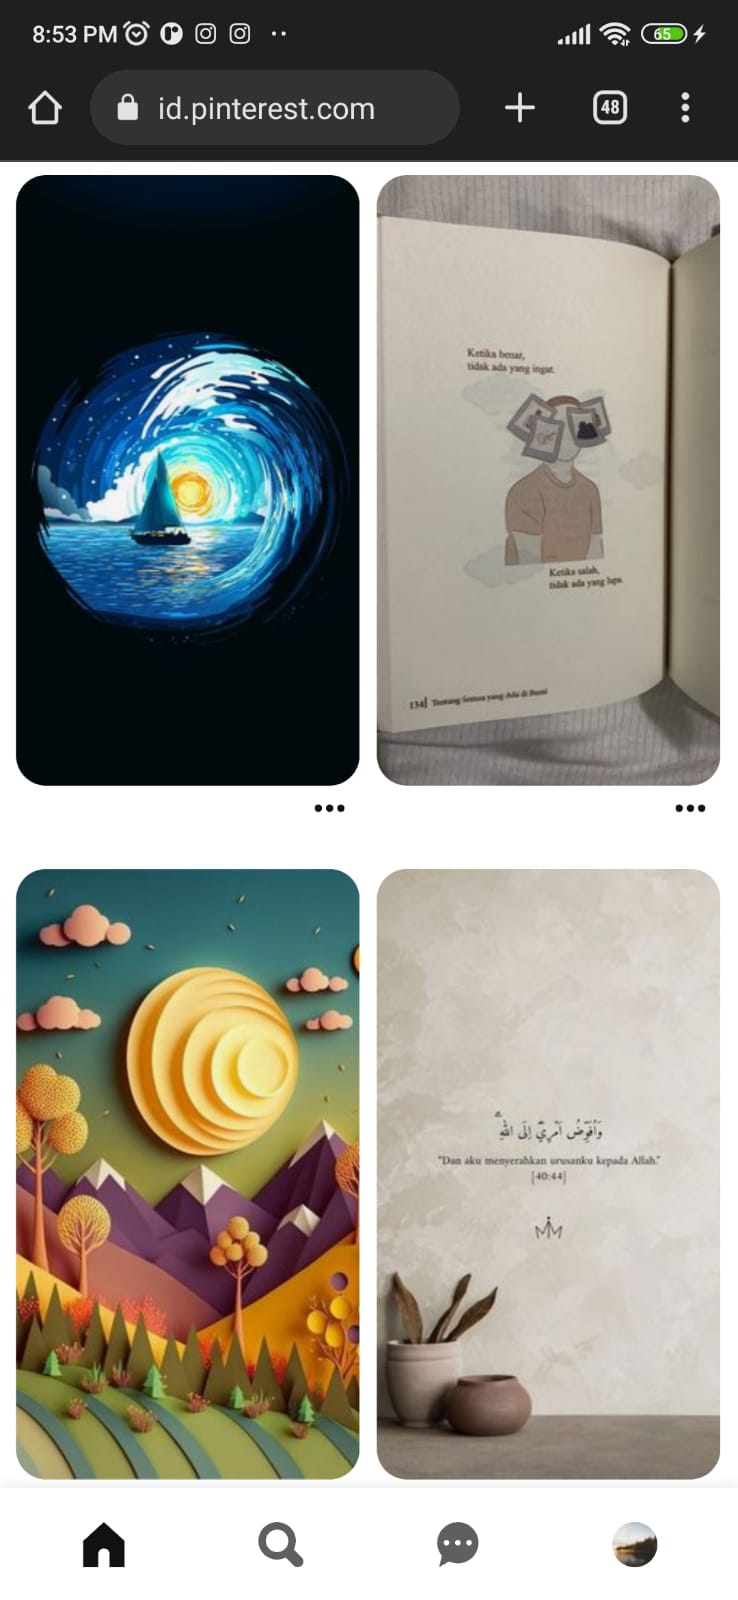 8:53 PM
65
id.pinterest.com
48
Ketika benar,
tidak ada yang ingat.
Ketika salah,
tidak ada yang lupa.
134| Tentang Semua yang Ada di Bumi
وَاُفَوِّضُ اَمْرِيْٓ اِلَى اللّٰهِ ۗ
"Dan aku menyerahkan urusanku kepada Allah."
[40:44]